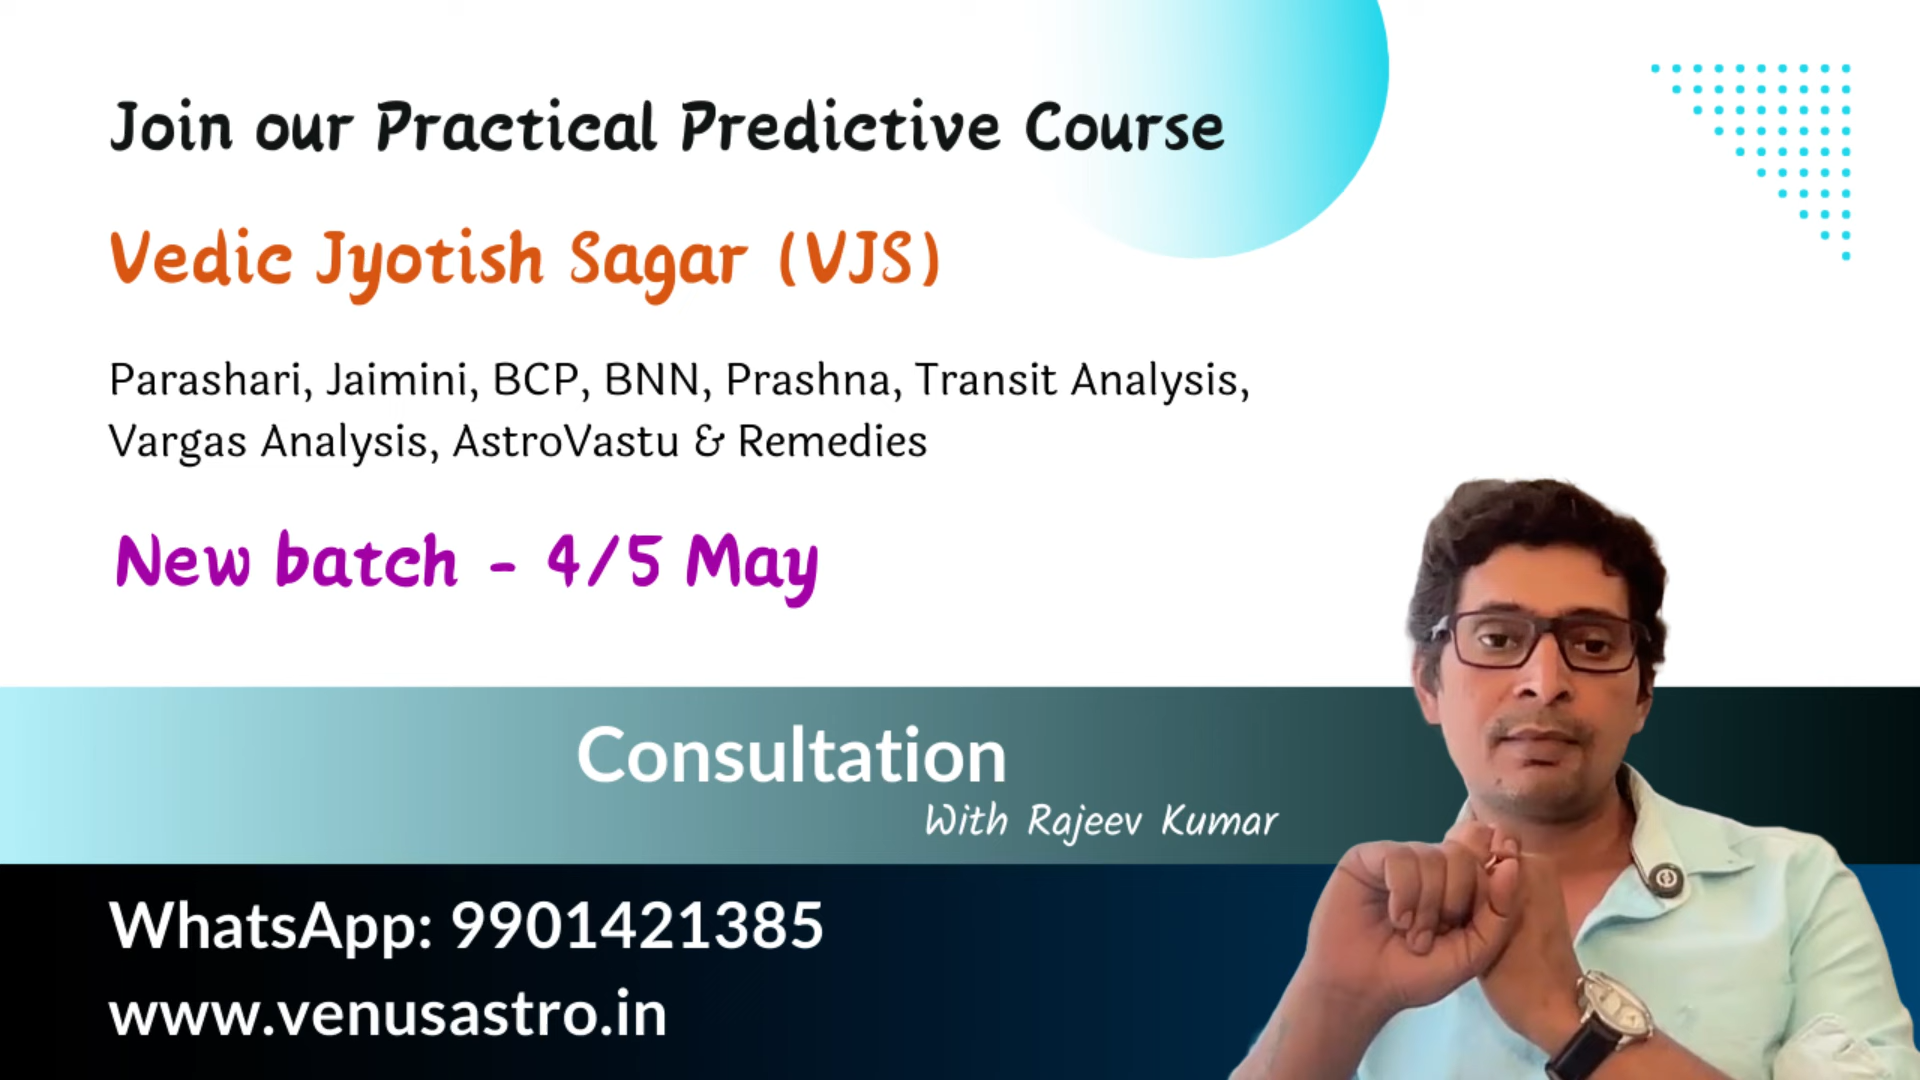 Join our Practical Predictive Course
Vedic Jyotish Sagar (VJS)
Parashari, Jaimini, BCP, BNN, Prashna, Transit Analysis,
Vargas Analysis, AstroVastu & Remedies
New batch - 4/5 May
Consultation
With Rajeev Kumar
WhatsApp: 9901421385
www.venusastro.in